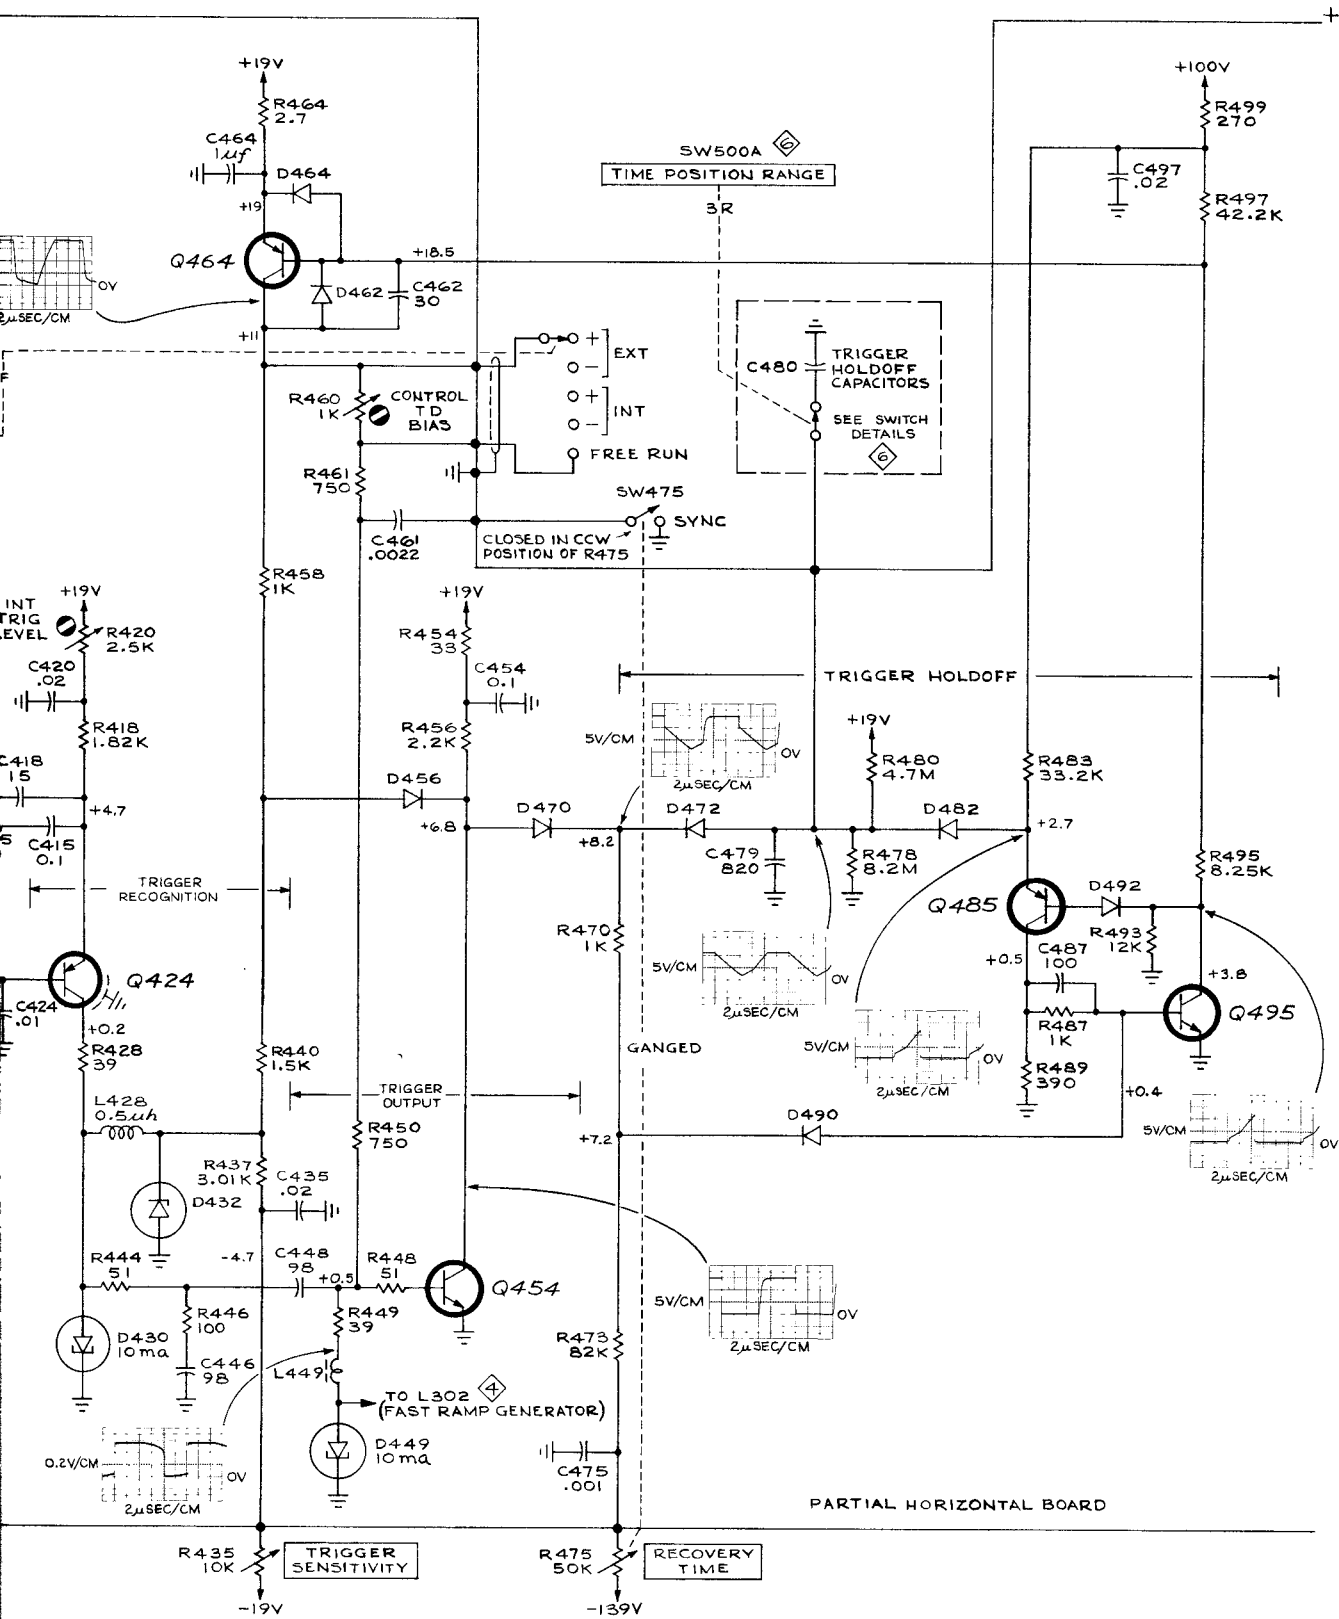 +
+19V
+100V
R464
2.7
R499
270
C464
1µf
SW500A 6
TIME POSITION RANGE
D464
C497
.02
+19
3R
R497
42.2K
Q464
+18.5
0V
D462
C462
30
2µSEC/CM
+11
+
EXT
-
C480
TRIGGER
HOLDOFF
CAPACITORS
F
R460
1K
CONTROL
TD
BIAS
+
INT
-
SEE SWITCH
DETAILS
6
FREE RUN
R461
750
SW475
SYNC
C461
.0022
CLOSED IN CCW
POSITION OF R475
R458
1K
+19V
+19V
INT
TRIG
LEVEL
R420
2.5K
R454
33
C420
.02
C454
0.1
TRIGGER HOLDOFF
R418
1.82K
R456
2.2K
5V/CM
0V
2µSEC/CM
+19V
R480
4.7M
R483
33.2K
C418
15
D456
+4.7
D470
D472
D482
+6.8
+8.2
+2.7
5
C415
0.1
C479
820
R478
8.2M
R495
8.25K
TRIGGER
RECOGNITION
Q485
D492
R470
1K
R493
12K
5V/CM
0V
2µSEC/CM
+0.5
C487
100
Q424
+3.8
C424
.01
+0.2
Q495
R487
1K
R428
39
R440
1.5K
GANGED
5V/CM
0V
2µSEC/CM
R489
390
TRIGGER
OUTPUT
+0.4
L428
0.5µh
R450
750
D490
+7.2
5V/CM
0V
2µSEC/CM
R437
3.01K
C435
.02
D432
R444
51
-4.7
C448
98
+0.5
R448
51
Q454
5V/CM
0V
2µSEC/CM
R446
100
R449
39
D430
10ma
R473
82K
C446
98
L449
TO L302 4
(FAST RAMP GENERATOR)
D449
10ma
0.2V/CM
0V
2µSEC/CM
C475
.001
PARTIAL HORIZONTAL BOARD
R435
10K
TRIGGER
SENSITIVITY
R475
50K
RECOVERY
TIME
-19V
-139V